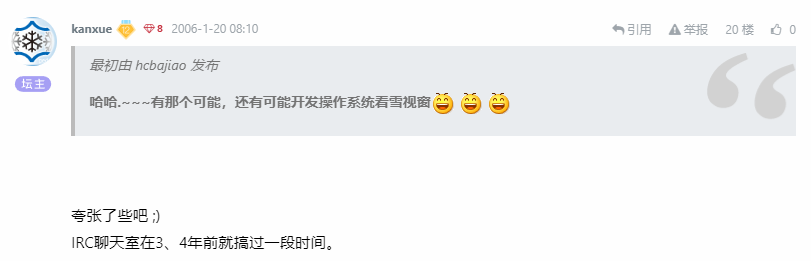 kanxue 8 2006-1-20 08:10 引用 举报 20 楼 0
坛主
最初由 hcbajiao 发布
哈哈.~~~有那个可能，还有可能开发操作系统看雪视窗
夸张了些吧 ;)
IRC聊天室在3、4年前就搞过一段时间。